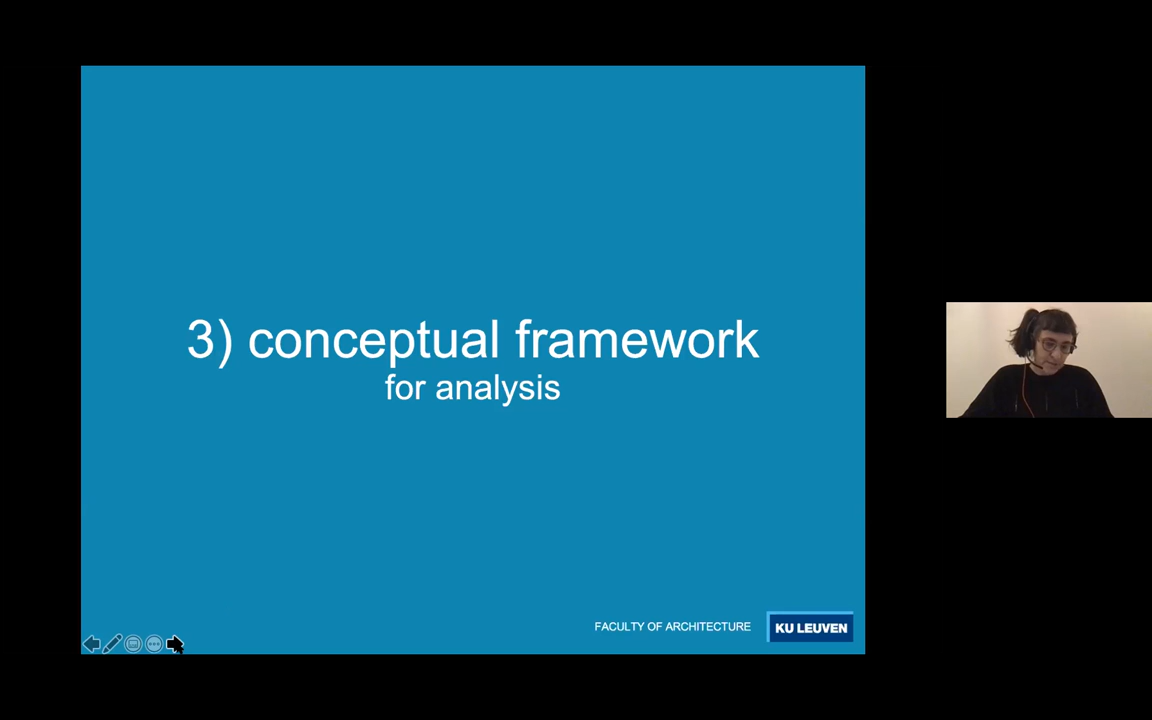 3) conceptual framework
for analysis
FACULTY OF ARCHITECTURE
KU LEUVEN